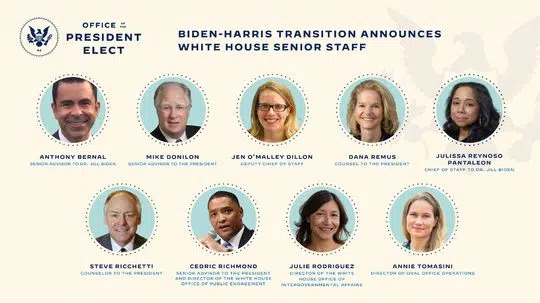 OFFICE OF THE
PRESIDENT
ELECT
BIDEN-HARRIS TRANSITION ANNOUNCES
WHITE HOUSE SENIOR STAFF
ANTHONY BERNAL
SENIOR ADVISOR TO DR. JILL BIDEN
MIKE DONILON
SENIOR ADVISOR TO THE PRESIDENT
JEN O'MALLEY DILLON
DEPUTY CHIEF OF STAFF
DANA REMUS
COUNSEL TO THE PRESIDENT
JULISSA REYNOSO
PANTALEON
CHIEF OF STAFF TO DR. JILL BIDEN
STEVE RICCHETTI
COUNSELOR TO THE PRESIDENT
CEDRIC RICHMOND
SENIOR ADVISOR TO THE PRESIDENT
AND DIRECTOR OF THE WHITE HOUSE
OFFICE OF PUBLIC ENGAGEMENT
JULIE RODRIGUEZ
DIRECTOR OF THE WHITE
HOUSE OFFICE OF
INTERGOVERNMENTAL AFFAIRS
ANNIE TOMASINI
DIRECTOR OF OVAL OFFICE OPERATIONS